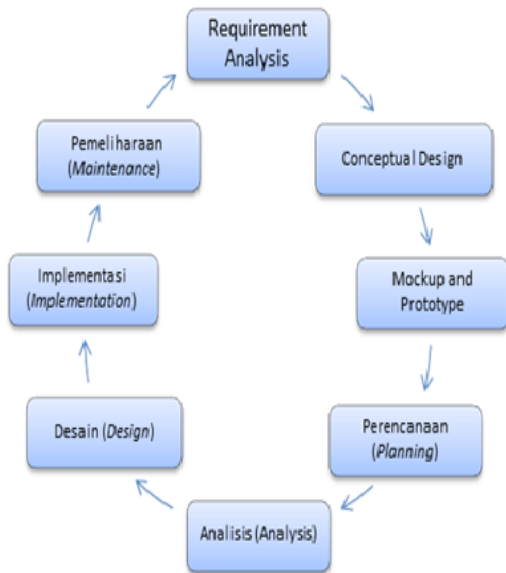 Requirement
Analysis
Conceptual Design
Mockup and
Prototype
Perencanaan
(Planning)
Analisis (Analysis)
Desain (Design)
Implementasi
(Implementation)
Pemeliharaan
(Maintenance)